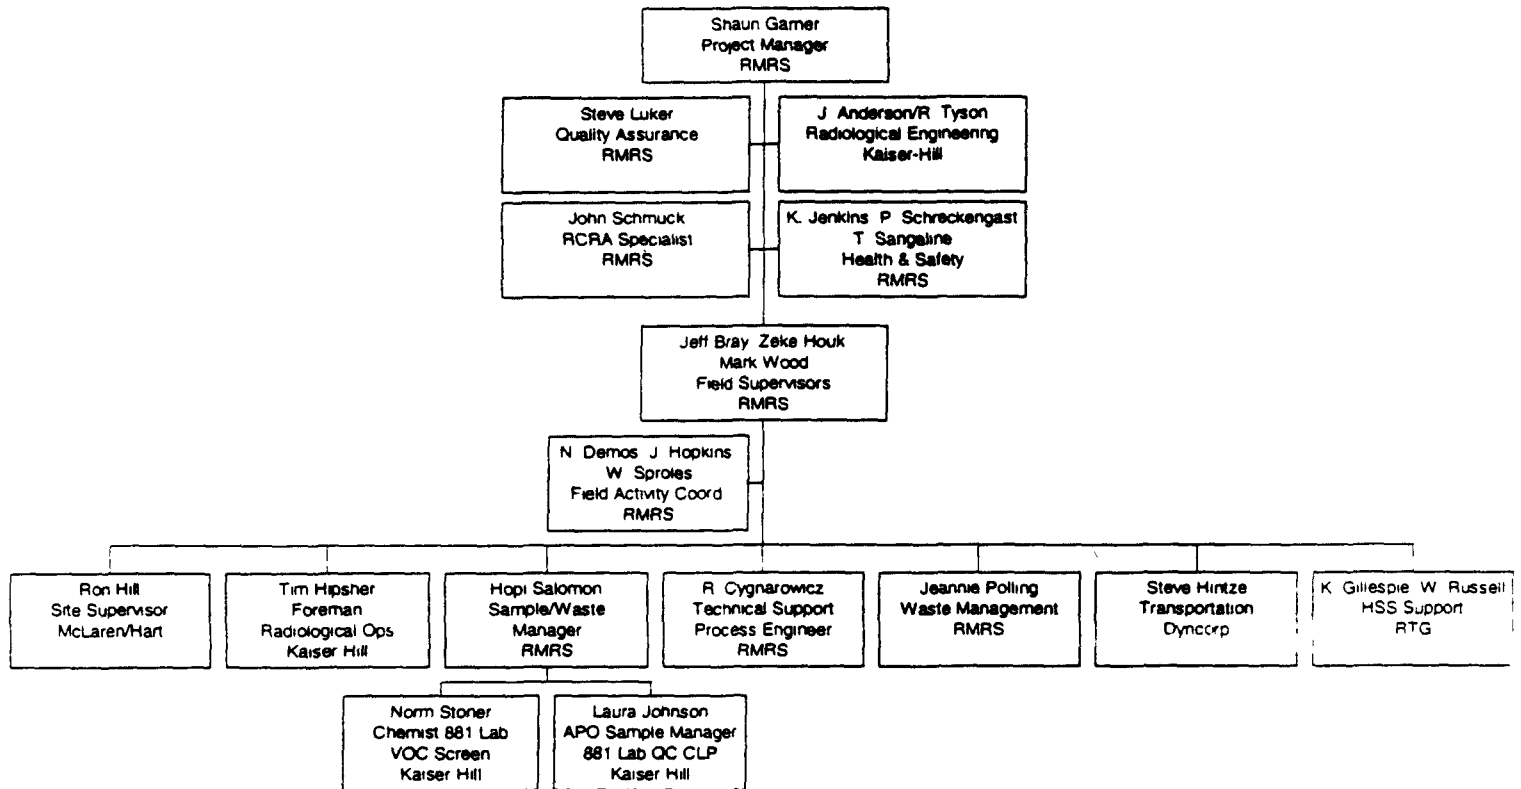 Shaun Garner
Project Manager
RMRS
Steve Luker
Quality Assurance
RMRS
J Anderson/R Tyson
Radiological Engineering
Kaiser-Hill
John Schmuck
RCRA Specialist
RMRS
K. Jenkins P Schreckengast
T Sangaline
Health & Safety
RMRS
Jeff Bray Zeke Houk
Mark Wood
Field Supervisors
RMRS
N Demos J Hopkins
W Sproles
Field Activity Coord
RMRS
Ron Hill
Site Supervisor
McLaren/Hart
Tim Hipsher
Foreman
Radiological Ops
Kaiser Hill
Hopi Salomon
Sample/Waste
Manager
RMRS
R Cygnarowicz
Technical Support
Process Engineer
RMRS
Jeannie Polling
Waste Management
RMRS
Steve Hintze
Transportation
Dyncorp
K Gillespie W Russell
HSS Support
RTG
Norm Stoner
Chemist 881 Lab
VOC Screen
Kaiser Hill
Laura Johnson
APO Sample Manager
881 Lab QC CLP
Kaiser Hill